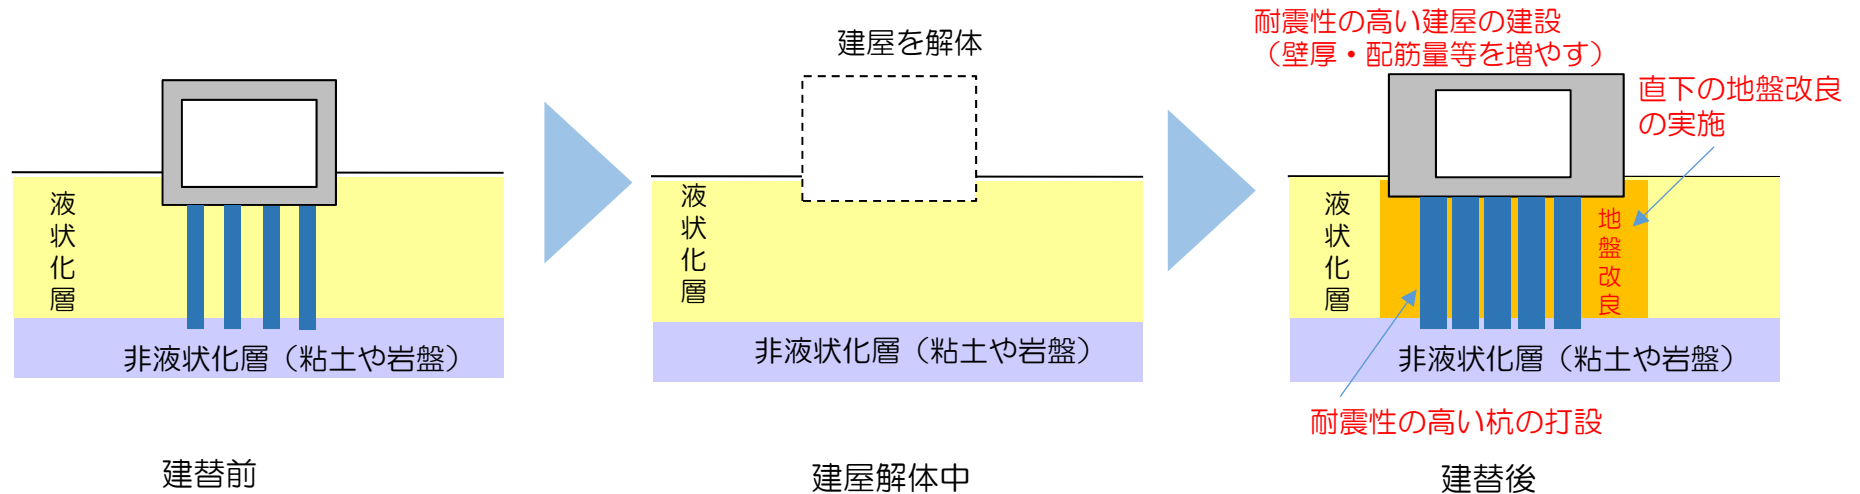 液状化層
非液状化層（粘土や岩盤）
建替前
建屋を解体
液状化層
非液状化層（粘土や岩盤）
建屋解体中
耐震性の高い建屋の建設
（壁厚・配筋量等を増やす）
直下の地盤改良
の実施
液状化層
地盤改良
非液状化層（粘土や岩盤）
耐震性の高い杭の打設
建替後